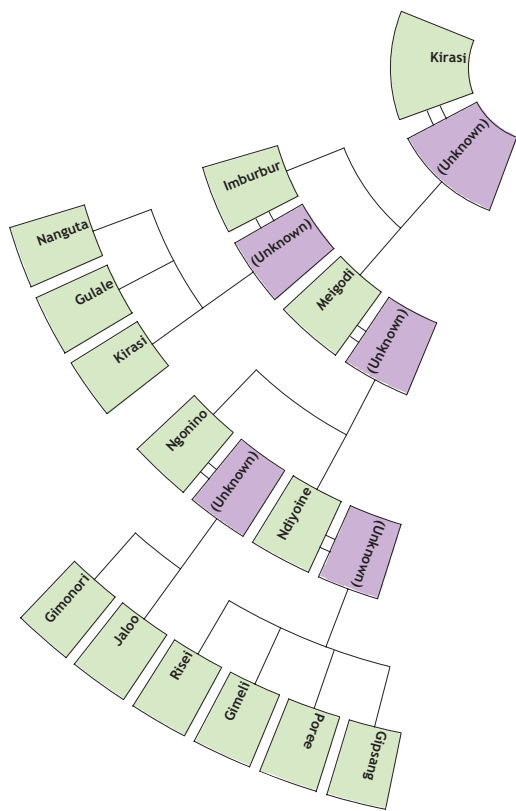 Kirasi
(Unknown)
Imburbur
(Unknown)
Meigodi
(Unknown)
Nanguta
Gulale
Kirasi
Ngonino
(Unknown)
Ndiyoine
(Unknown)
Gimonori
Jaloo
Risei
Gimeli
Poree
Gipsang